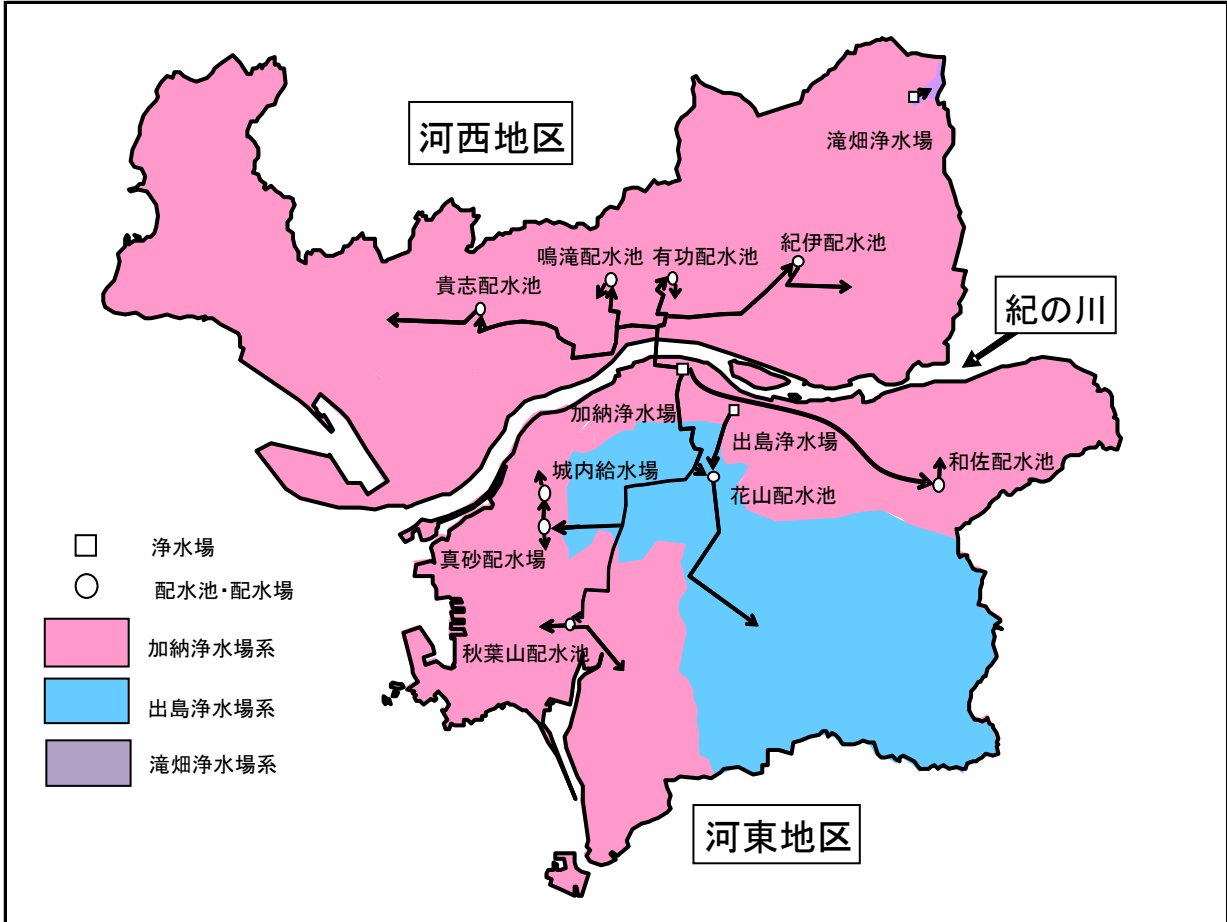 河西地区
滝畑浄水場
紀伊配水池
鳴滝配水池
有功配水池
貴志配水池
紀の川
加納浄水場
出島浄水場
和佐配水池
城内給水場
花山配水池
真砂配水場
秋葉山配水池
浄水場
配水池・配水場
加納浄水場系
出島浄水場系
滝畑浄水場系
河東地区